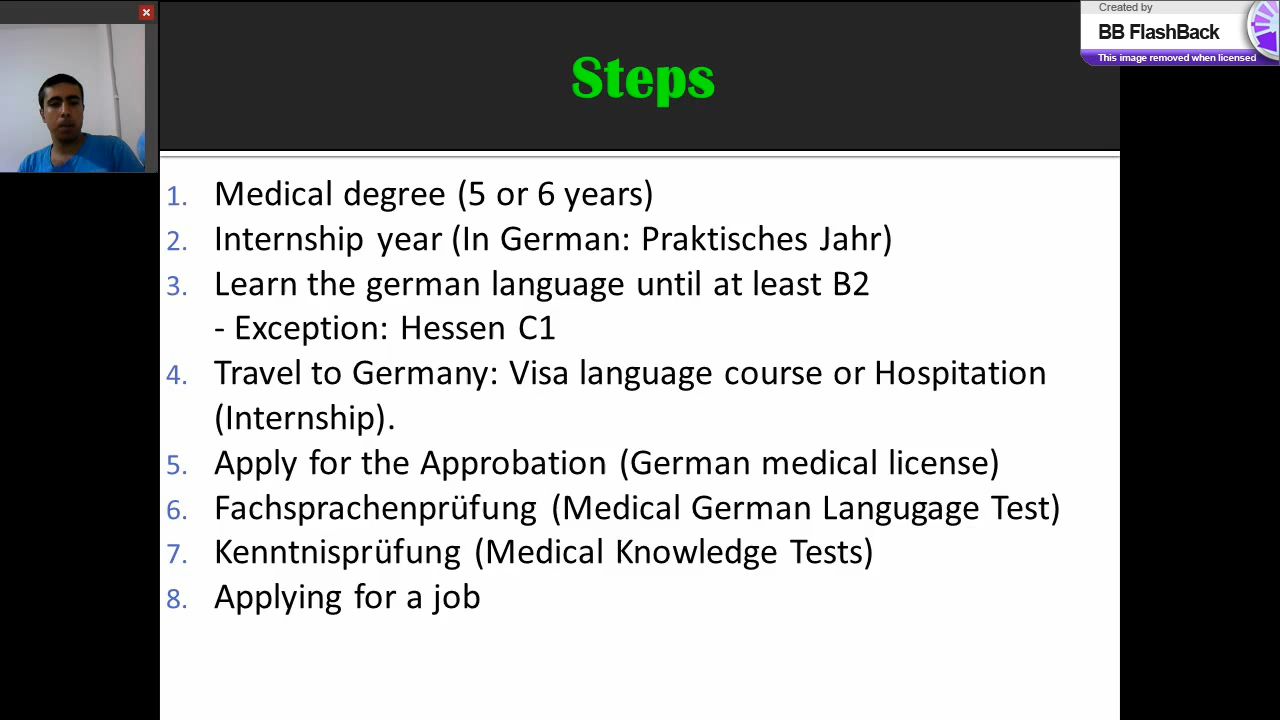 Created by
BB FlashBack
This image removed when licensed
Steps
1. Medical degree (5 or 6 years)
2. Internship year (In German: Praktisches Jahr)
3. Learn the german language until at least B2
- Exception: Hessen C1
4. Travel to Germany: Visa language course or Hospitation
(Internship).
5. Apply for the Approbation (German medical license)
6. Fachsprachenprüfung (Medical German Langugage Test)
7. Kenntnisprüfung (Medical Knowledge Tests)
8. Applying for a job